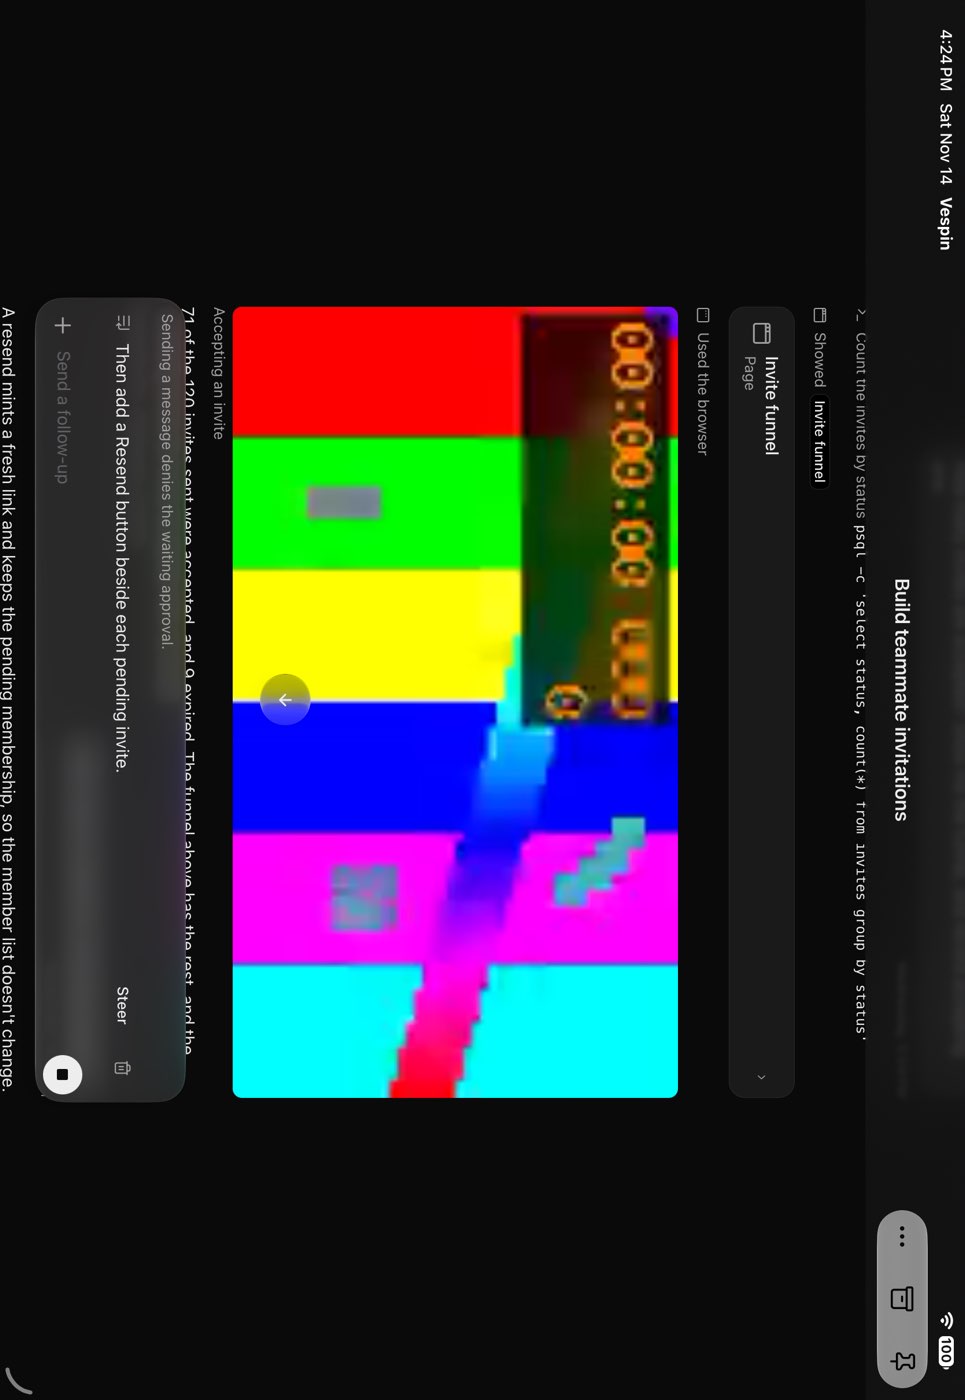 4:24 PM Sat Nov 14 Vespin
Build teammate invitations
Count the invites by status psql -c 'select status, count(*) from invites group by status'
Showed Invite funnel
Invite funnel
Page
Used the browser
00:00:00
0
Accepting an invite
71 of the 120 invites sent were accepted, and 9 expired. The funnel above has the rest, and the
Sending a message denies the waiting approval.
Then add a Resend button beside each pending invite. Steer
Send a follow-up
A resend mints a fresh link and keeps the pending membership, so the member list doesn't change.
100